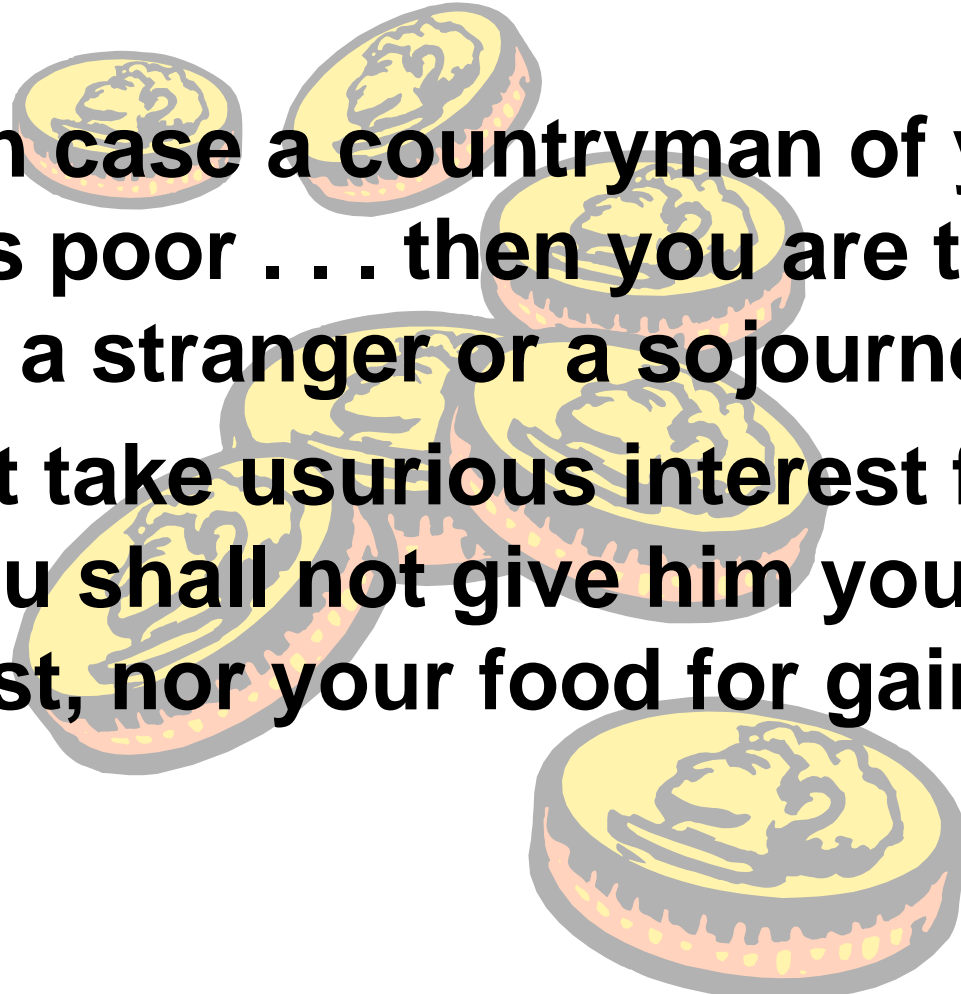 n case a countryman of y
s poor . . . then you are t
a stranger or a sojourne
t take usurious interest f
u shall not give him you
st, nor your food for gain